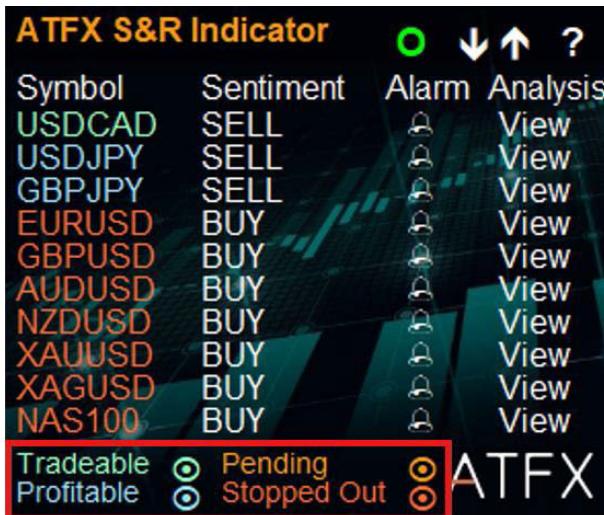 ATFX S&R Indicator ?
Symbol Sentiment Alarm Analysis
USDCAD SELL View
USDJPY SELL View
GBPJPY SELL View
EURUSD BUY View
GBPUSD BUY View
AUDUSD BUY View
NZDUSD BUY View
XAUUSD BUY View
XAGUSD BUY View
NAS100 BUY View
Tradeable Pending
Profitable Stopped Out
ATFX